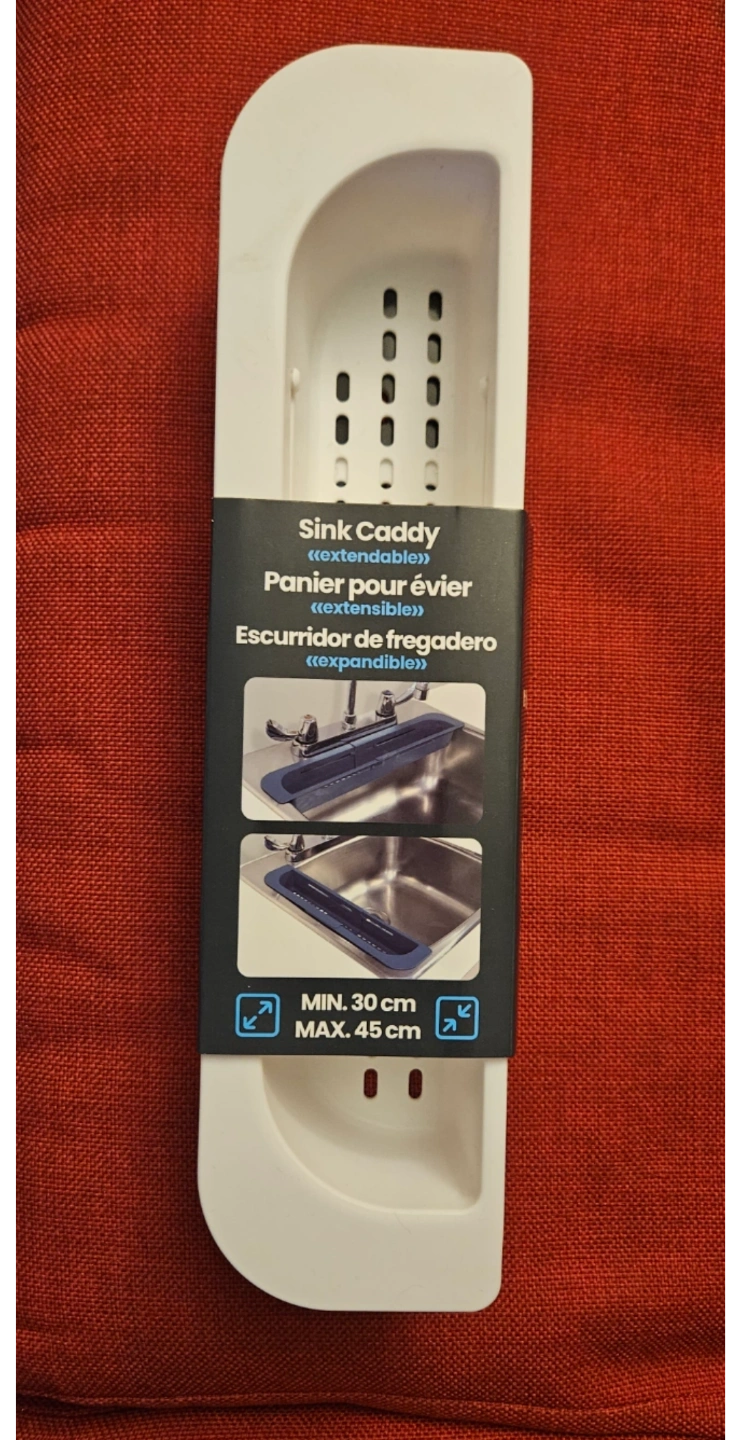 Sink Caddy
«extendable»
Panier pour évier
«extensible»
Escurridor de fregadero
«expandible»
MIN. 30 cm
MAX. 45 cm